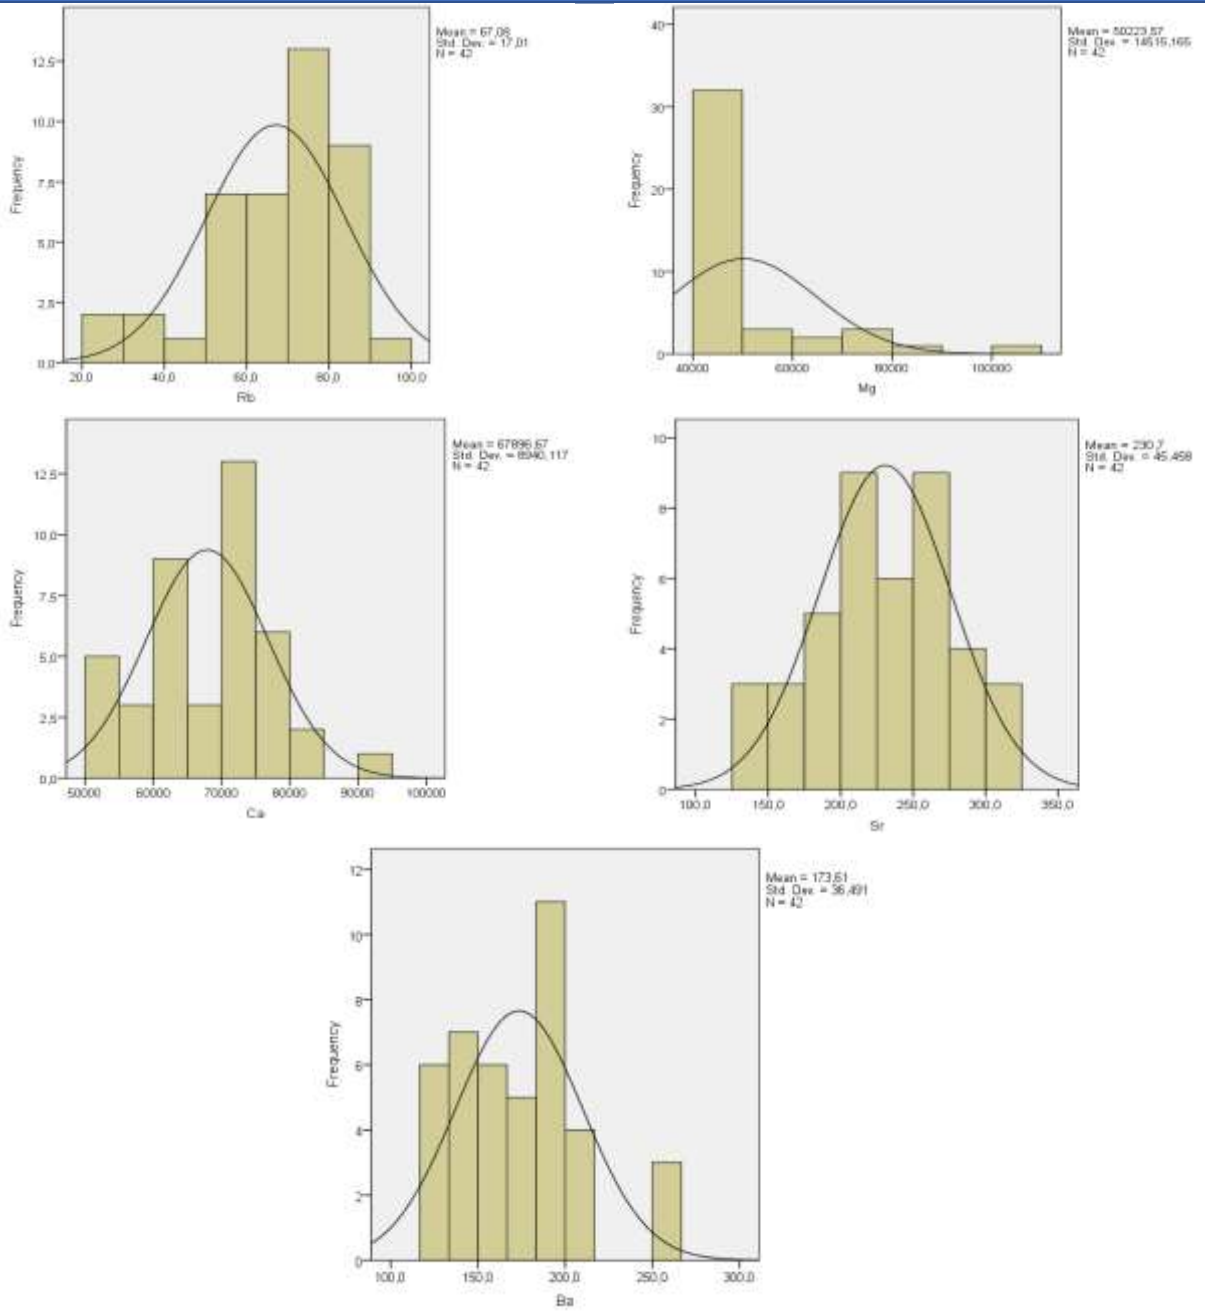 Mean = 67,08
Std. Dev. = 17,01
N = 42
12,5
10,0
7,5
5,0
2,5
0,0
Frequency
20,0 40,0 60,0 80,0 100,0
Rb
Mean = 50223,57
Std. Dev. = 14515,165
N = 42
40
30
20
10
0
Frequency
40000 60000 80000 100000
Mg
Mean = 67896,67
Std. Dev. = 8940,117
N = 42
12,5
10,0
7,5
5,0
2,5
0,0
Frequency
50000 60000 70000 80000 90000 100000
Ca
Mean = 230,7
Std. Dev. = 45,458
N = 42
10
8
6
4
2
0
Frequency
100,0 150,0 200,0 250,0 300,0 350,0
Sr
Mean = 173,61
Std. Dev. = 36,491
N = 42
12
10
8
6
4
2
0
Frequency
100,0 150,0 200,0 250,0 300,0
Ba